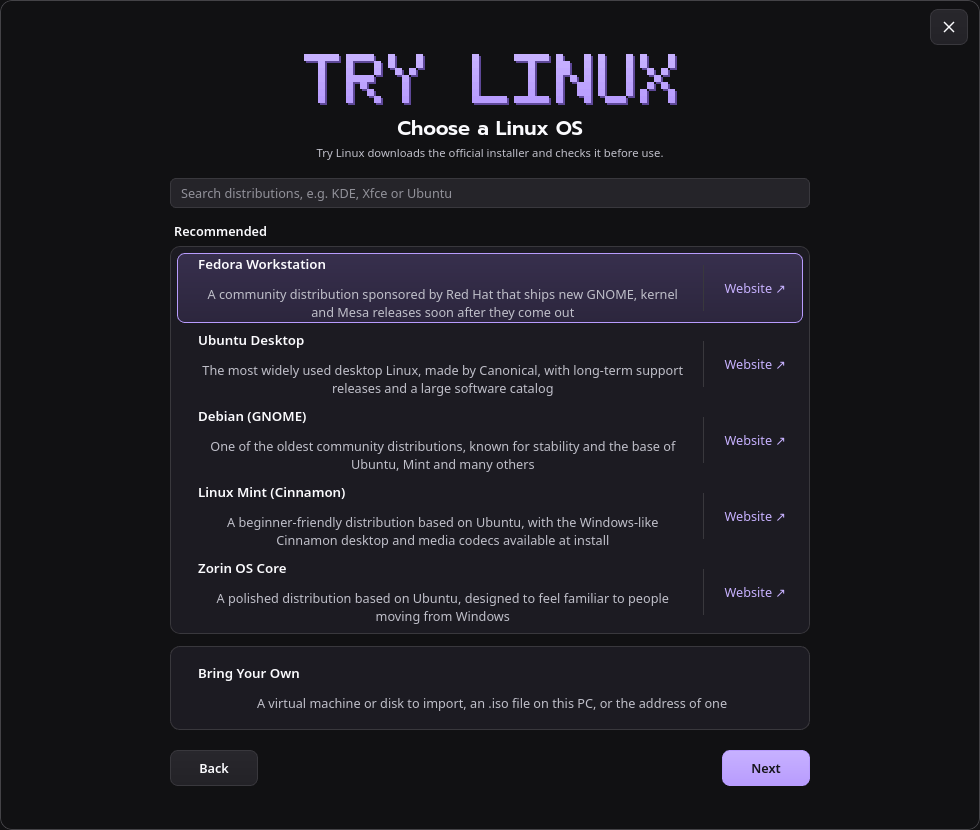 TRY LINUX
Choose a Linux OS
Try Linux downloads the official installer and checks it before use.
Search distributions, e.g. KDE, Xfce or Ubuntu
Recommended
Fedora Workstation
A community distribution sponsored by Red Hat that ships new GNOME, kernel
and Mesa releases soon after they come out
Website ↗
Ubuntu Desktop
The most widely used desktop Linux, made by Canonical, with long-term support
releases and a large software catalog
Website ↗
Debian (GNOME)
One of the oldest community distributions, known for stability and the base of
Ubuntu, Mint and many others
Website ↗
Linux Mint (Cinnamon)
A beginner-friendly distribution based on Ubuntu, with the Windows-like
Cinnamon desktop and media codecs available at install
Website ↗
Zorin OS Core
A polished distribution based on Ubuntu, designed to feel familiar to people
moving from Windows
Website ↗
Bring Your Own
A virtual machine or disk to import, an .iso file on this PC, or the address of one
Back
Next